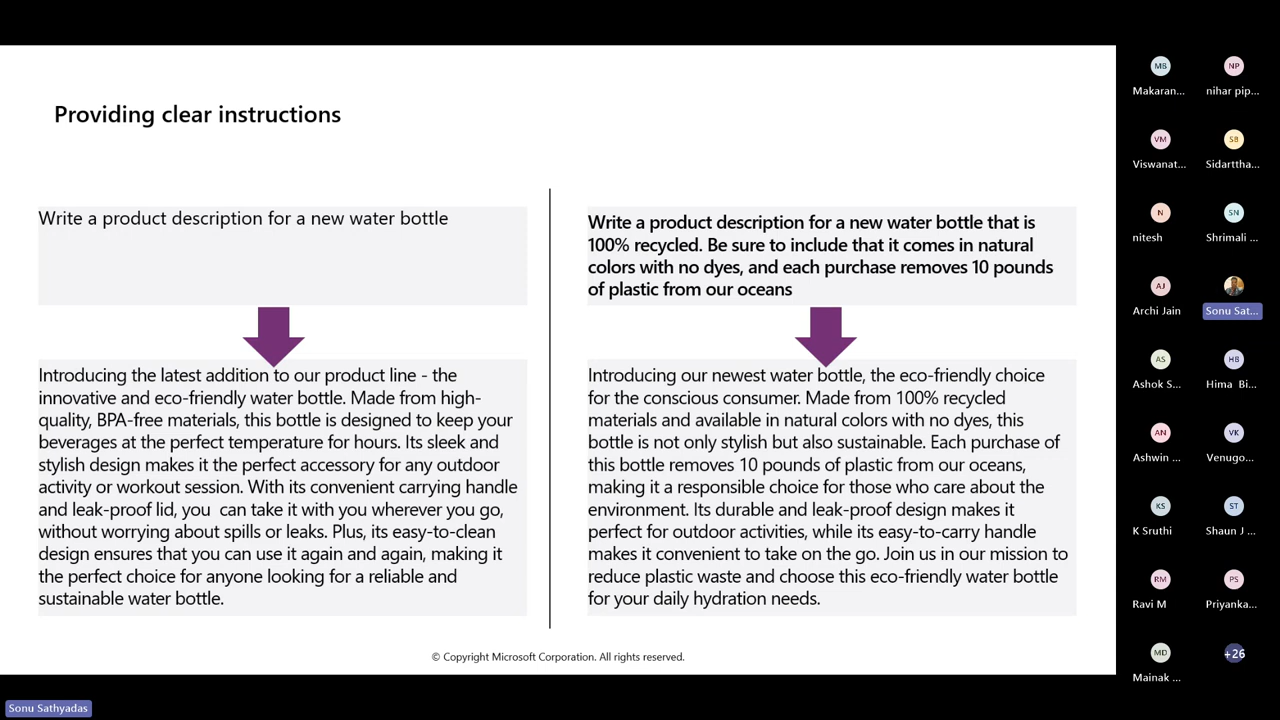 Providing clear instructions
Write a product description for a new water bottle
Write a product description for a new water bottle that is
100% recycled. Be sure to include that it comes in natural
colors with no dyes, and each purchase removes 10 pounds
of plastic from our oceans
Introducing the latest addition to our product line - the
innovative and eco-friendly water bottle. Made from high-
quality, BPA-free materials, this bottle is designed to keep your
beverages at the perfect temperature for hours. Its sleek and
stylish design makes it the perfect accessory for any outdoor
activity or workout session. With its convenient carrying handle
and leak-proof lid, you  can take it with you wherever you go,
without worrying about spills or leaks. Plus, its easy-to-clean
design ensures that you can use it again and again, making it
the perfect choice for anyone looking for a reliable and
sustainable water bottle.
Introducing our newest water bottle, the eco-friendly choice
for the conscious consumer. Made from 100% recycled
materials and available in natural colors with no dyes, this
bottle is not only stylish but also sustainable. Each purchase of
this bottle removes 10 pounds of plastic from our oceans,
making it a responsible choice for those who care about the
environment. Its durable and leak-proof design makes it
perfect for outdoor activities, while its easy-to-carry handle
makes it convenient to take on the go. Join us in our mission to
reduce plastic waste and choose this eco-friendly water bottle
for your daily hydration needs.
© Copyright Microsoft Corporation. All rights reserved.
MB
Makaran...
NP
nihar pip...
VM
Viswanat...
SB
Sidarttha...
N
nitesh
SN
Shrimali ...
AJ
Archi Jain
Sonu Sat...
AS
Ashok S...
HB
Hima Bi...
AN
Ashwin ...
VK
Venugo...
KS
K Sruthi
ST
Shaun J ...
RM
Ravi M
PS
Priyanka...
MD
Mainak ...
+26
Sonu Sathyadas